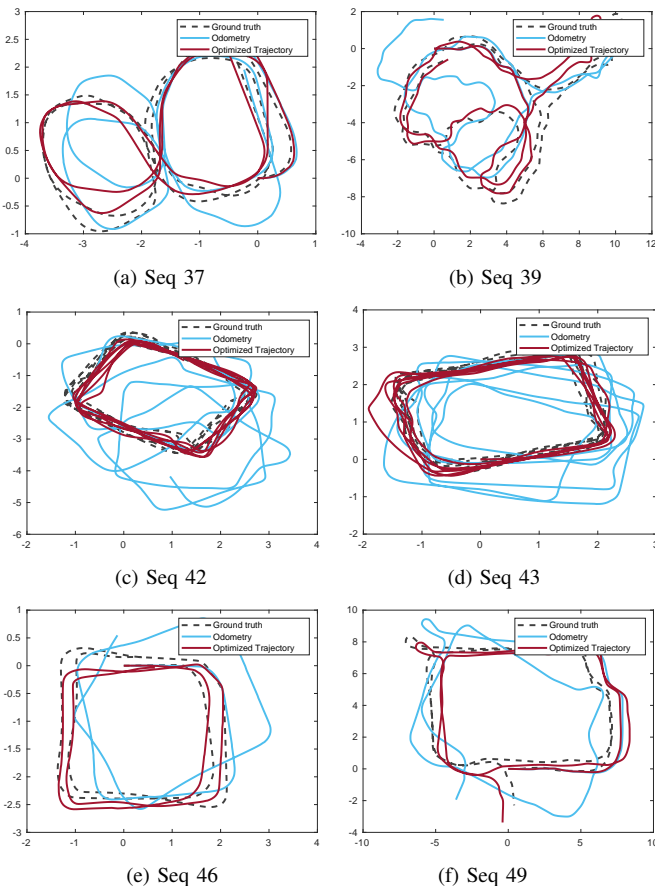 3
2.5
2
1.5
1
0.5
0
-0.5
-1
-4 -3 -2 -1 0 1
Ground truth
Odometry
Optimized Trajectory
(a) Seq 37
2
0
-2
-4
-6
-8
-10
-4 -2 0 2 4 6 8 10 12
Ground truth
Odometry
Optimized Trajectory
(b) Seq 39
1
0
-1
-2
-3
-4
-5
-6
-2 -1 0 1 2 3 4
Ground truth
Odometry
Optimized Trajectory
(c) Seq 42
4
3
2
1
0
-1
-2
-2 -1 0 1 2 3
Ground truth
Odometry
Optimized Trajectory
(d) Seq 43
1
0.5
0
-0.5
-1
-1.5
-2
-2.5
-3
-2 -1 0 1 2 3 4
Ground truth
Odometry
Optimized Trajectory
(e) Seq 46
10
8
6
4
2
0
-2
-4
-10 -5 0 5 10
Ground truth
Odometry
Optimized Trajectory
(f) Seq 49